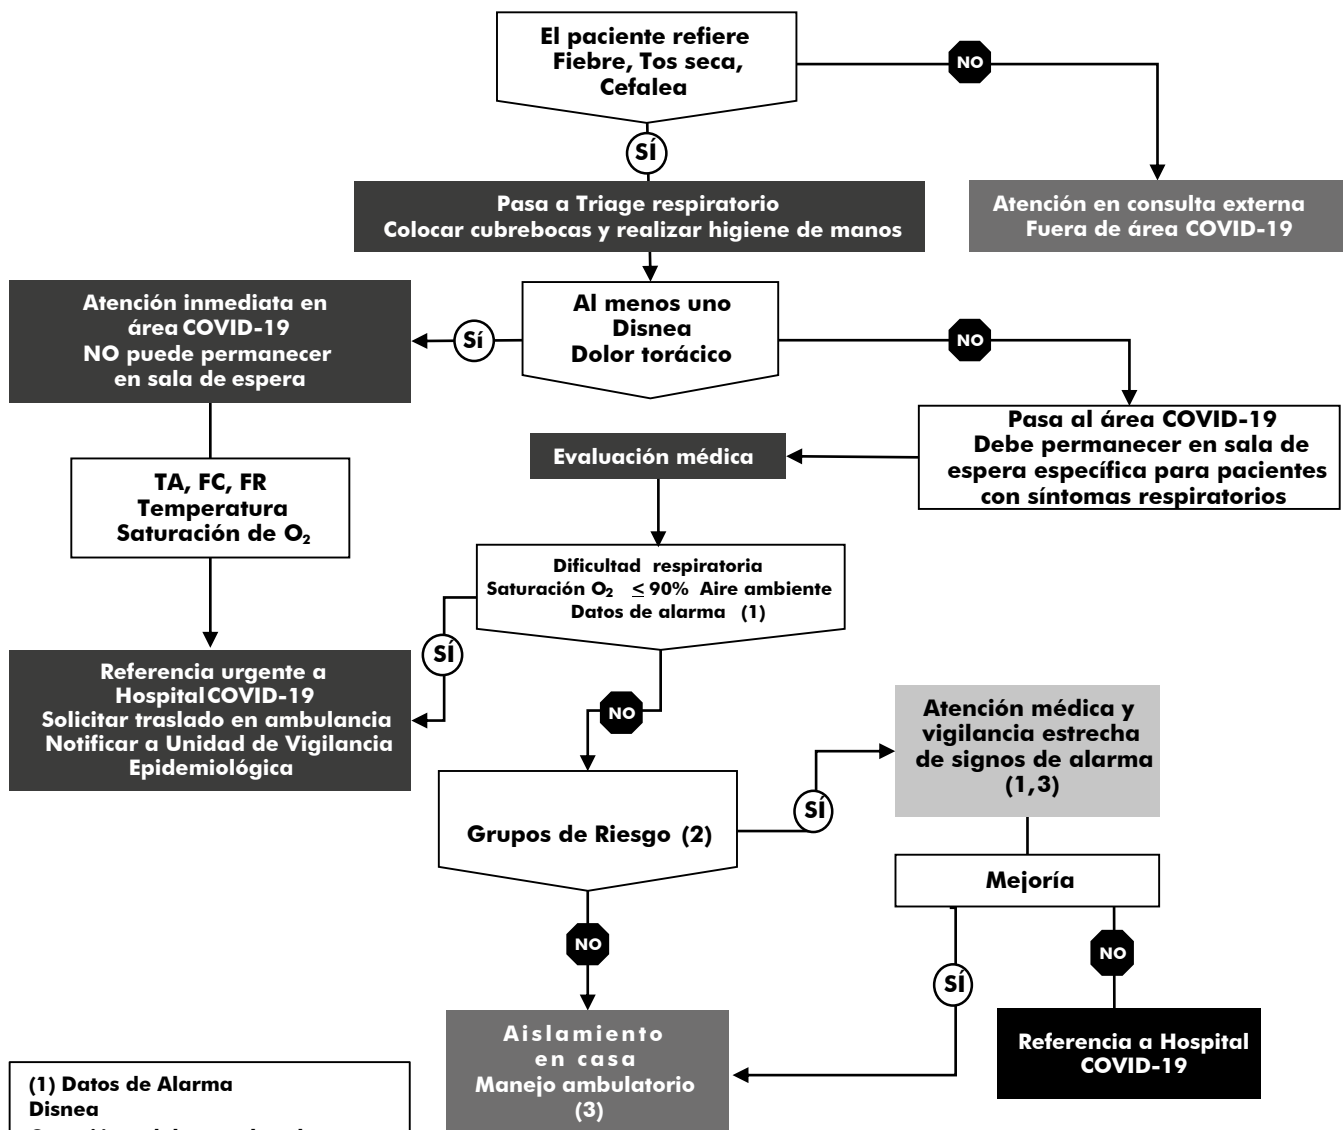 El paciente refiere
Fiebre, Tos seca,
Cefalea
NO
SÍ
Pasa a Triage respiratorio
Colocar cubrebocas y realizar higiene de manos
Atención en consulta externa
Fuera de área COVID-19
Atención inmediata en
área COVID-19
NO puede permanecer
en sala de espera
Sí
Al menos uno
Disnea
Dolor torácico
NO
Pasa al área COVID-19
Debe permanecer en sala de
espera específica para pacientes
con síntomas respiratorios
Evaluación médica
TA, FC, FR
Temperatura
Saturación de O₂
Dificultad respiratoria
Saturación O₂ ≤ 90% Aire ambiente
Datos de alarma (1)
SÍ
Referencia urgente a
Hospital COVID-19
Solicitar traslado en ambulancia
Notificar a Unidad de Vigilancia
Epidemiológica
NO
Atención médica y
vigilancia estrecha
de signos de alarma
(1,3)
SÍ
Grupos de Riesgo (2)
Mejoría
NO
SÍ
NO
Aislamiento
en casa
Manejo ambulatorio
(3)
Referencia a Hospital
COVID-19
(1) Datos de Alarma
Disnea